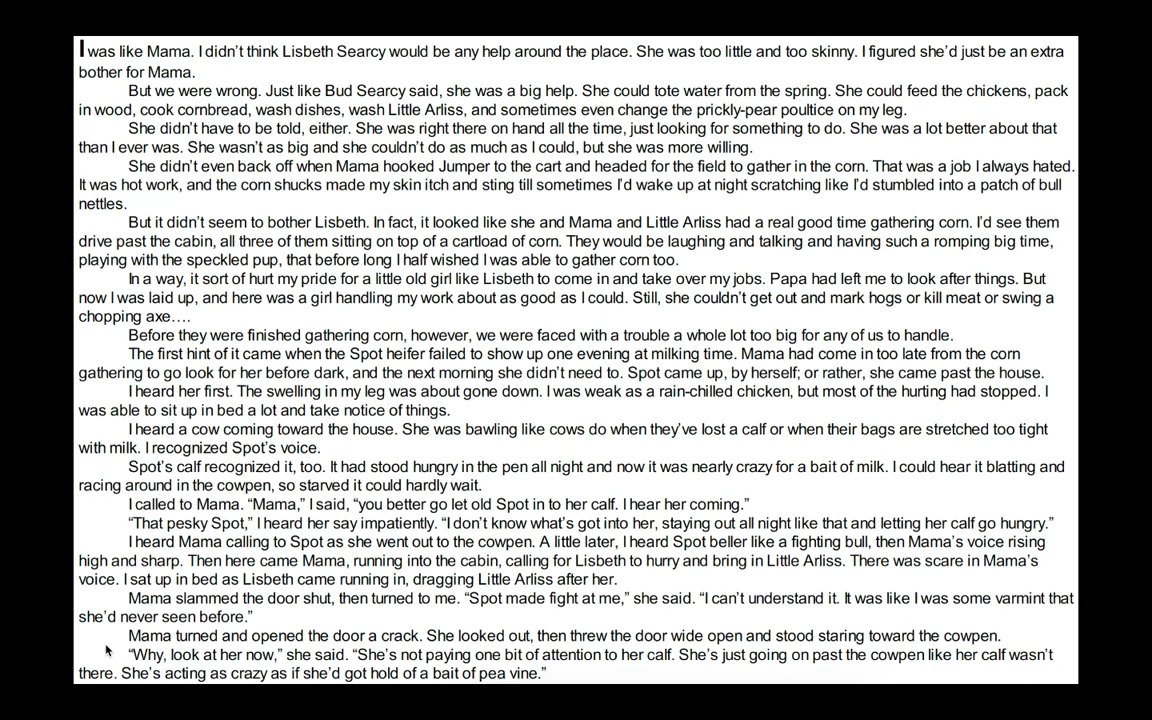 I was like Mama. I didn’t think Lisbeth Searcy would be any help around the place. She was too little and too skinny. I figured she’d just be an extra
bother for Mama.
But we were wrong. Just like Bud Searcy said, she was a big help. She could tote water from the spring. She could feed the chickens, pack
in wood, cook cornbread, wash dishes, wash Little Arliss, and sometimes even change the prickly-pear poultice on my leg.
She didn’t have to be told, either. She was right there on hand all the time, just looking for something to do. She was a lot better about that
than I ever was. She wasn’t as big and she couldn’t do as much as I could, but she was more willing.
She didn’t even back off when Mama hooked Jumper to the cart and headed for the field to gather in the corn. That was a job I always hated.
It was hot work, and the corn shucks made my skin itch and sting till sometimes I’d wake up at night scratching like I’d stumbled into a patch of bull
nettles.
But it didn’t seem to bother Lisbeth. In fact, it looked like she and Mama and Little Arliss had a real good time gathering corn. I’d see them
drive past the cabin, all three of them sitting on top of a cartload of corn. They would be laughing and talking and having such a romping big time,
playing with the speckled pup, that before long I half wished I was able to gather corn too.
In a way, it sort of hurt my pride for a little old girl like Lisbeth to come in and take over my jobs. Papa had left me to look after things. But
now I was laid up, and here was a girl handling my work about as good as I could. Still, she couldn’t get out and mark hogs or kill meat or swing a
chopping axe….
Before they were finished gathering corn, however, we were faced with a trouble a whole lot too big for any of us to handle.
The first hint of it came when the Spot heifer failed to show up one evening at milking time. Mama had come in too late from the corn
gathering to go look for her before dark, and the next morning she didn’t need to. Spot came up, by herself; or rather, she came past the house.
I heard her first. The swelling in my leg was about gone down. I was weak as a rain-chilled chicken, but most of the hurting had stopped. I
was able to sit up in bed a lot and take notice of things.
I heard a cow coming toward the house. She was bawling like cows do when they’ve lost a calf or when their bags are stretched too tight
with milk. I recognized Spot’s voice.
Spot’s calf recognized it, too. It had stood hungry in the pen all night and now it was nearly crazy for a bait of milk. I could hear it blatting and
racing around in the cowpen, so starved it could hardly wait.
I called to Mama. “Mama,” I said, “you better go let old Spot in to her calf. I hear her coming.”
“That pesky Spot,” I heard her say impatiently. “I don’t know what’s got into her, staying out all night like that and letting her calf go hungry.”
I heard Mama calling to Spot as she went out to the cowpen. A little later, I heard Spot beller like a fighting bull, then Mama’s voice rising
high and sharp. Then here came Mama, running into the cabin, calling for Lisbeth to hurry and bring in Little Arliss. There was scare in Mama’s
voice. I sat up in bed as Lisbeth came running in, dragging Little Arliss after her.
Mama slammed the door shut, then turned to me. “Spot made fight at me,” she said. “I can’t understand it. It was like I was some varmint that
she’d never seen before.”
Mama turned and opened the door a crack. She looked out, then threw the door wide open and stood staring toward the cowpen.
“Why, look at her now,” she said. “She’s not paying one bit of attention to her calf. She’s just going on past the cowpen like her calf wasn’t
there. She’s acting as crazy as if she’d got hold of a bait of pea vine.”